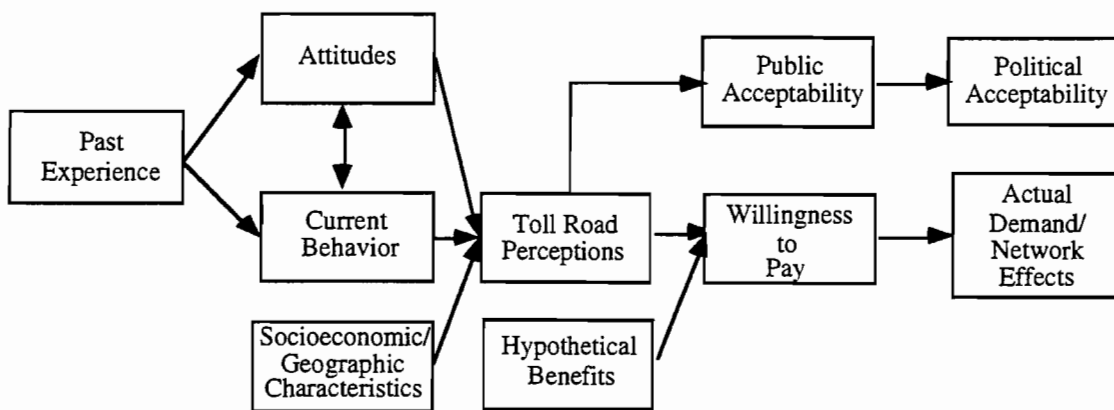 Attitudes
Past
Experience
Current
Behavior
Socioeconomic/
Geographic
Characteristics
Toll Road
Perceptions
Hypothetical
Benefits
Public
Acceptability
Willingness
to
Pay
Political
Acceptability
Actual
Demand/
Network
Effects